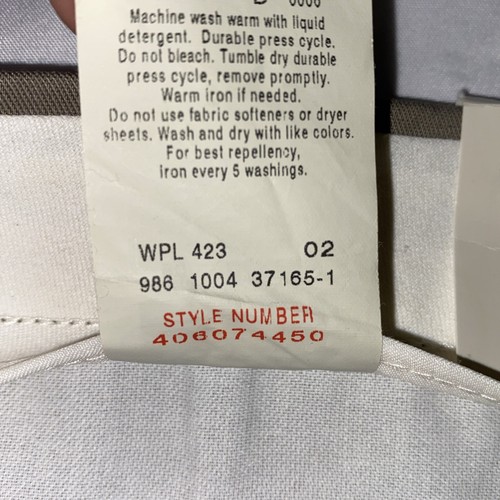 Machine wash warm with liquid
detergent. Durable press cycle.
Do not bleach. Tumble dry durable
press cycle, remove promptly.
Warm iron if needed.
Do not use fabric softeners or dryer
sheets. Wash and dry with like colors.
For best repellency,
iron every 5 washings.
WPL 423 02
986 1004 37165-1
STYLE NUMBER
406074450